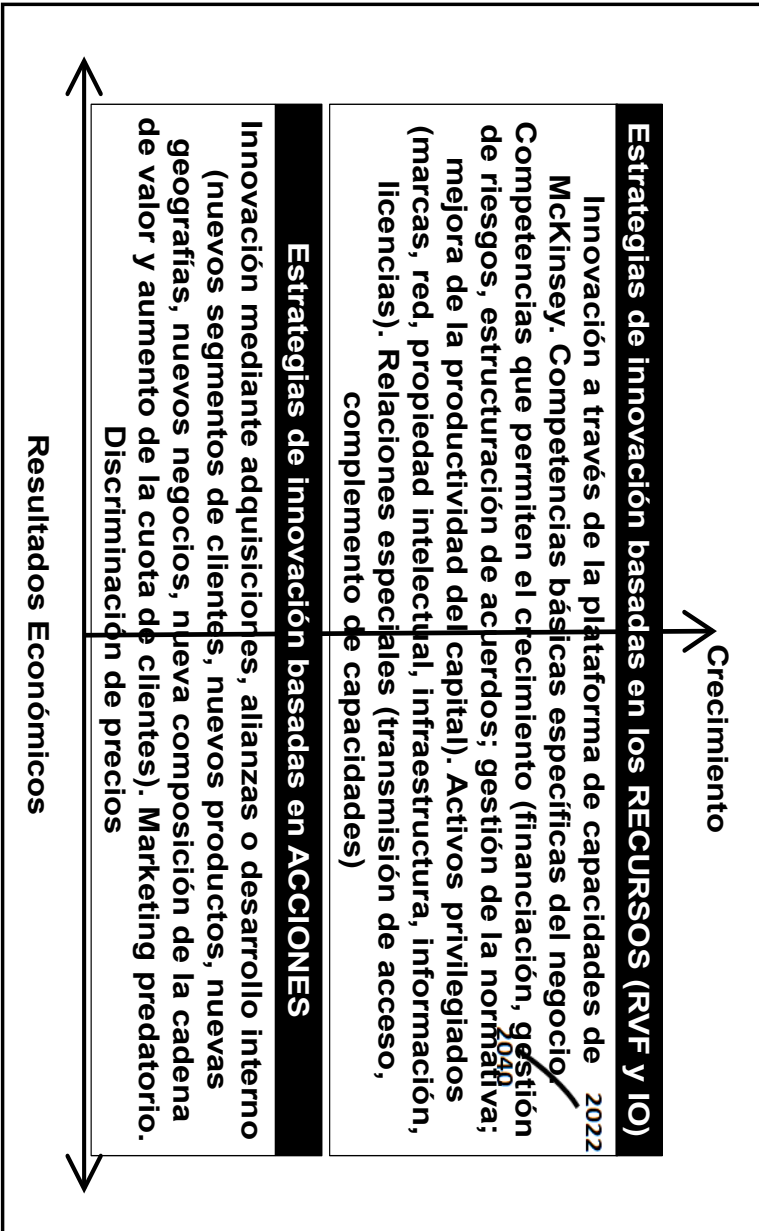 Crecimiento
Estrategias de innovación basadas en los RECURSOS (RVF y IO)
Innovación a través de la plataforma de capacidades de
McKinsey. Competencias básicas específicas del negocio.
Competencias que permiten el crecimiento (financiación, gestión
de riesgos, estructuración de acuerdos; gestión de la normativa;
mejora de la productividad del capital). Activos privilegiados
(marcas, red, propiedad intelectual, infraestructura, información,
licencias). Relaciones especiales (transmisión de acceso,
complemento de capacidades)
2022
2040
Estrategias de innovación basadas en ACCIONES
Innovación mediante adquisiciones, alianzas o desarrollo interno
(nuevos segmentos de clientes, nuevos productos, nuevas
geografías, nuevos negocios, nueva composición de la cadena
de valor y aumento de la cuota de clientes). Marketing predatorio.
Discriminación de precios
Resultados Económicos